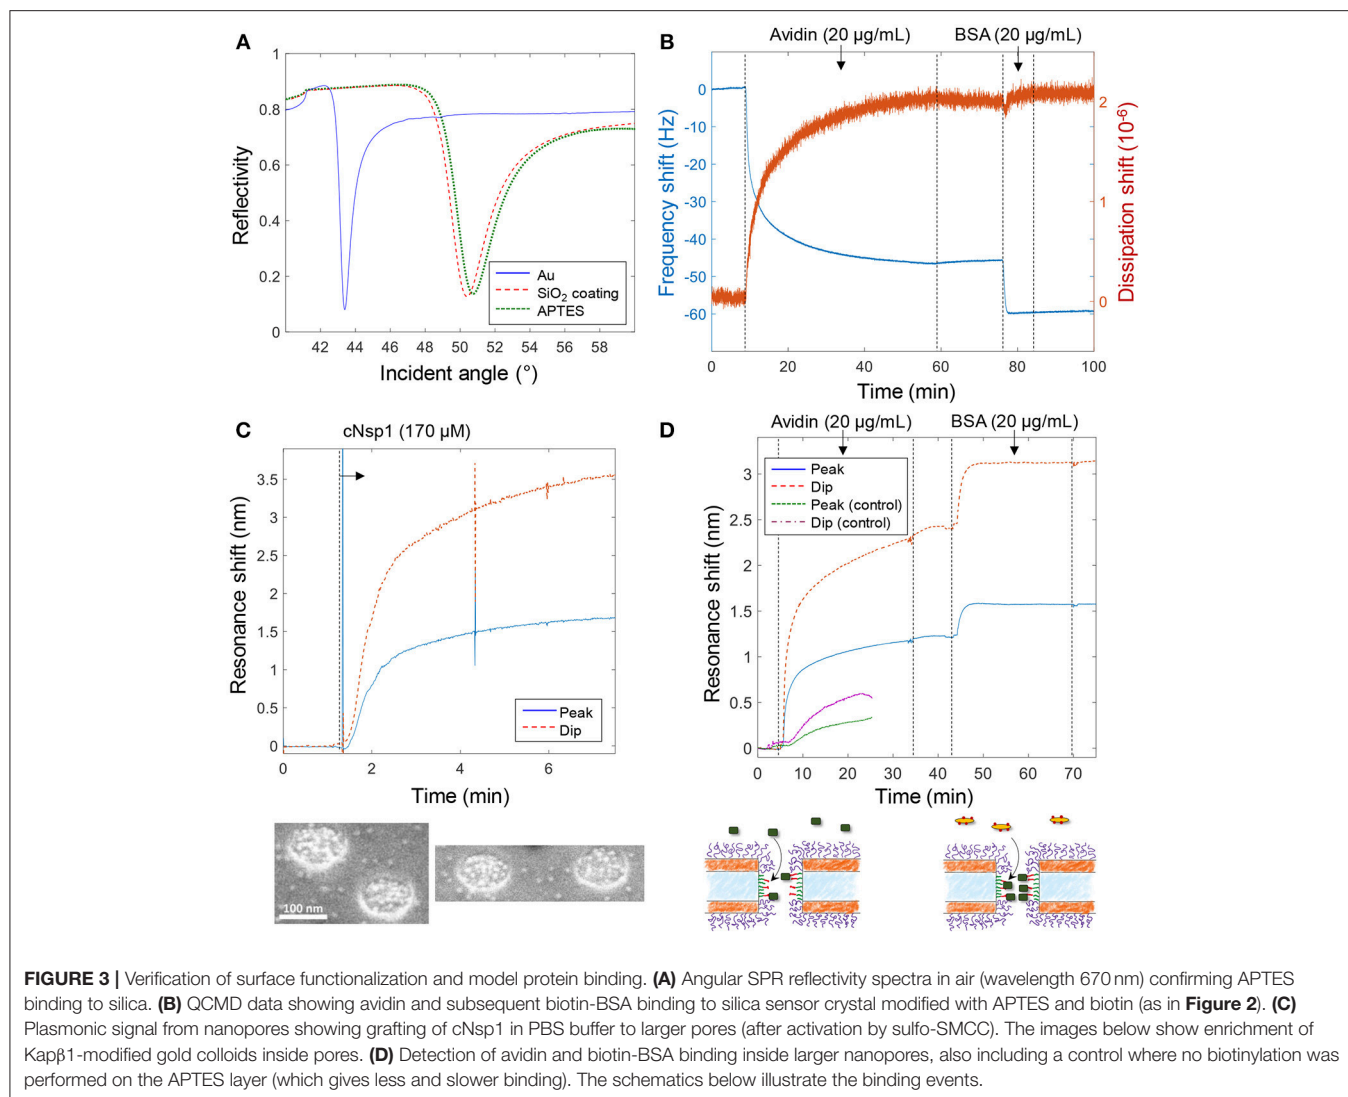 A
Reflectivity
1
0.8
0.6
0.4
0.2
0
Au
SiO₂ coating
APTES
42 44 46 48 50 52 54 56 58
Incident angle (°)
B
Avidin (20 µg/mL)
BSA (20 µg/mL)
Frequency shift (Hz)
0
-10
-20
-30
-40
-50
-60
2
1
0
Dissipation shift (10⁻⁶)
0 20 40 60 80 100
Time (min)
C
cNsp1 (170 µM)
Resonance shift (nm)
3.5
3
2.5
2
1.5
1
0.5
0
Peak
Dip
0 2 4 6
Time (min)
100 nm
D
Avidin (20 µg/mL)
BSA (20 µg/mL)
Resonance shift (nm)
3
2.5
2
1.5
1
0.5
0
Peak
Dip
Peak (control)
Dip (control)
0 10 20 30 40 50 60 70
Time (min)
FIGURE 3 | Verification of surface functionalization and model protein binding. (A) Angular SPR reflectivity spectra in air (wavelength 670 nm) confirming APTES
binding to silica. (B) QCMD data showing avidin and subsequent biotin-BSA binding to silica sensor crystal modified with APTES and biotin (as in Figure 2). (C)
Plasmonic signal from nanopores showing grafting of cNsp1 in PBS buffer to larger pores (after activation by sulfo-SMCC). The images below show enrichment of
Kapβ1-modified gold colloids inside pores. (D) Detection of avidin and biotin-BSA binding inside larger nanopores, also including a control where no biotinylation was
performed on the APTES layer (which gives less and slower binding). The schematics below illustrate the binding events.